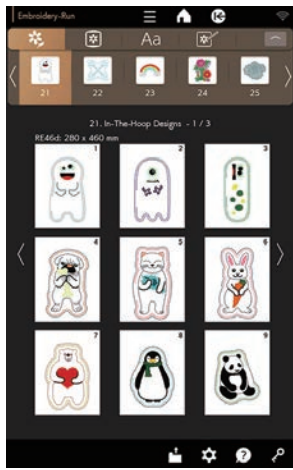 Embroidery-Run
Aa
21 22 23 24 25
21. In-The-Hoop Designs - 1 / 3
RE46d: 280 x 460 mm
1 2 3
4 5 6
7 8 9